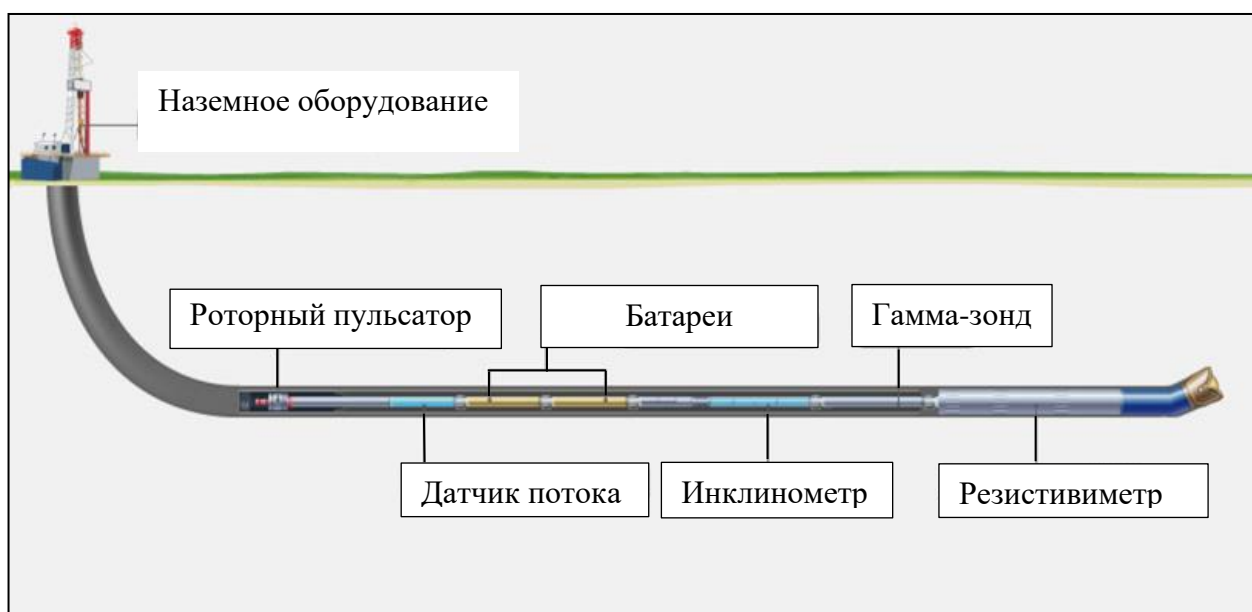 Наземное оборудование
Роторный пульсатор
Батареи
Гамма-зонд
Датчик потока
Инклинометр
Резистивиметр